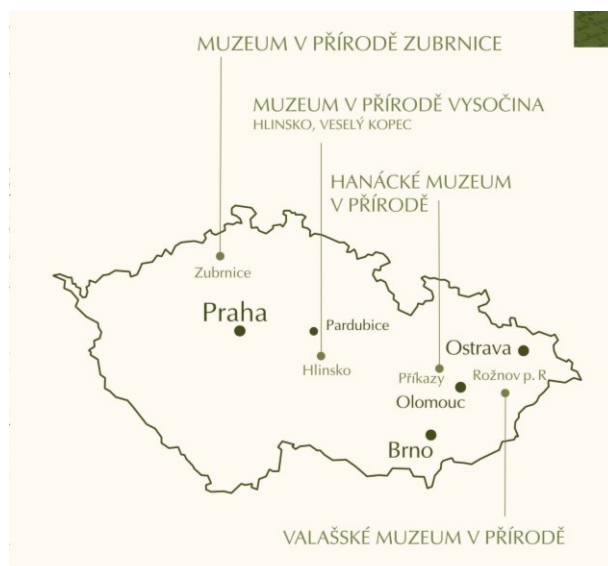 MUZEUM V PŘÍRODĚ ZUBRNICE
MUZEUM V PŘÍRODĚ VYSOČINA
HLINSKO, VESELÝ KOPEC
HANÁCKÉ MUZEUM
V PŘÍRODĚ
Zubrnice
Praha
Pardubice
Hlinsko
Ostrava
Příkazy
Rožnov p. R
Olomouc
Brno
VALAŠSKÉ MUZEUM V PŘÍRODĚ